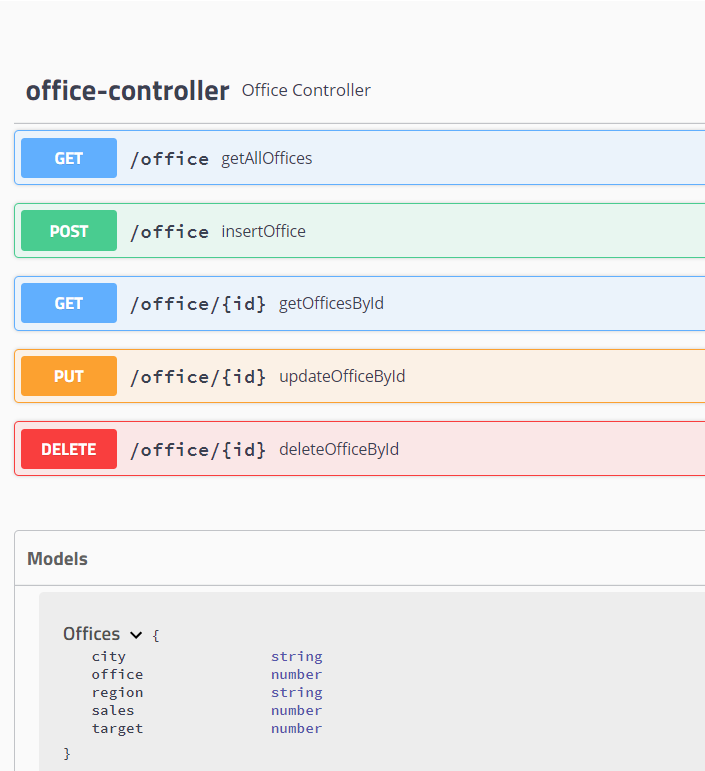 office-controller Office Controller
GET /office getAllOffices
POST /office insertOffice
GET /office/{id} getOfficesById
PUT /office/{id} updateOfficeById
DELETE /office/{id} deleteOfficeById
Models
Offices {
city string
office number
region string
sales number
target number
}